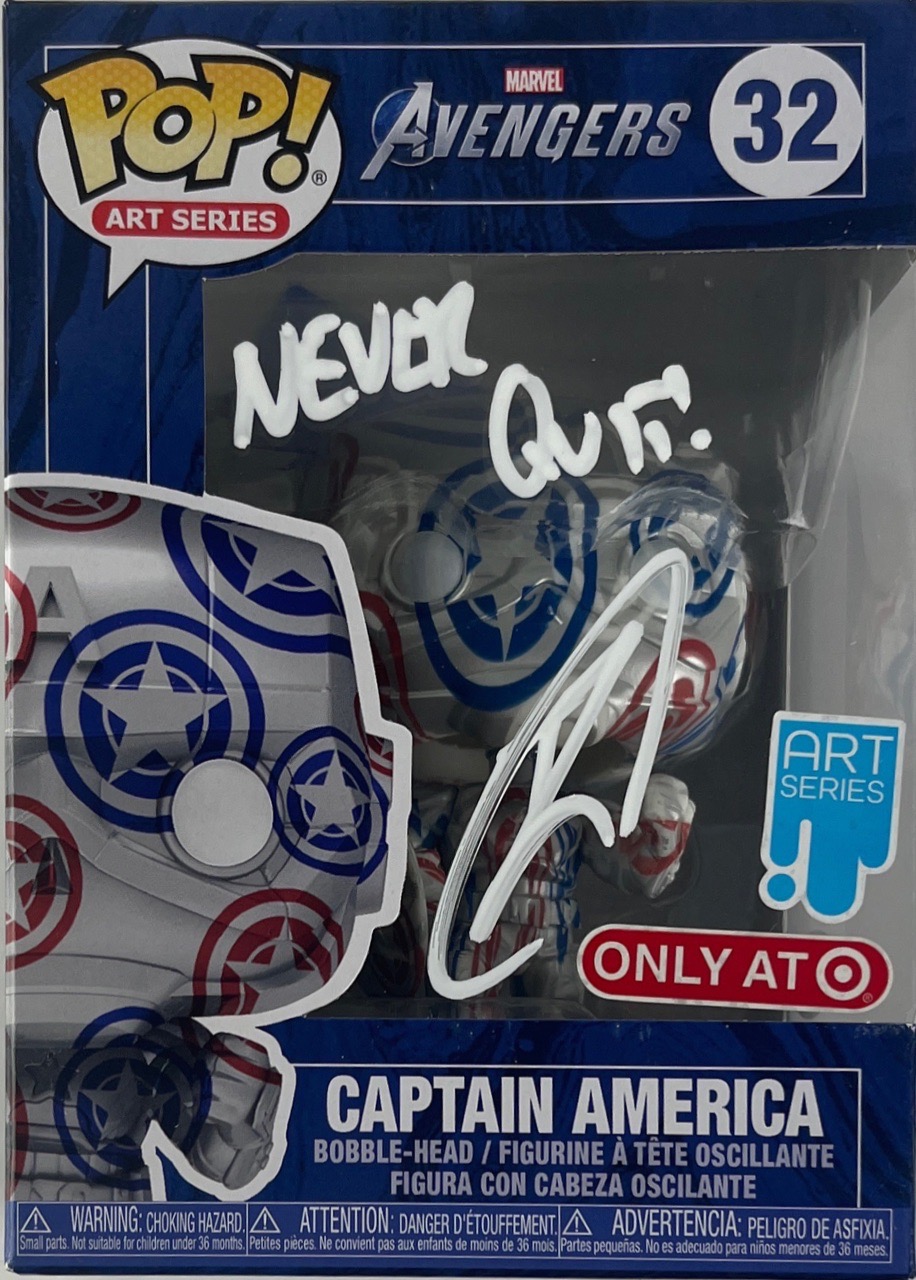 POP!®
ART SERIES
MARVEL
AVENGERS
32
NEVER
QUIT.
A
ART
SERIES
ONLY AT
CAPTAIN AMERICA
BOBBLE-HEAD / FIGURINE À TÊTE OSCILLANTE
FIGURA CON CABEZA OSCILANTE
WARNING: CHOKING HAZARD.
Small parts. Not suitable for children under 36 months.
ATTENTION: DANGER D'ÉTOUFFEMENT.
Petites pièces. Ne convient pas aux enfants de moins de 36 mois.
ADVERTENCIA: PELIGRO DE ASFIXIA.
Partes pequeñas. No es adecuado para niños menores de 36 meses.